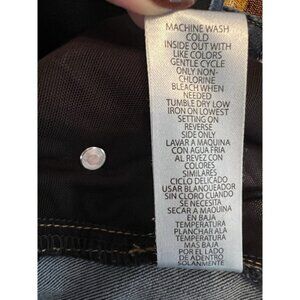 MACHINE WASH
COLD
INSIDE OUT WITH
LIKE COLORS
GENTLE CYCLE
ONLY NON-
CHLORINE
BLEACH WHEN
NEEDED
TUMBLE DRY LOW
IRON ON LOWEST
SETTING ON
REVERSE
SIDE ONLY
LAVAR A MAQUINA
CON AGUA FRIA
AL REVEZ CON
COLORES
SIMILARES
CICLO DELICADO
USAR BLANQUEADOR
SIN CLORO CUANDO
SE NECESITA
SECAR A MAQUINA
EN BAJA
TEMPERATURA
PLANCHAR ALA
TEMPERATURA
MAS BAJA
POR EL LADO
DE ADENTRO
SOLANMANTE